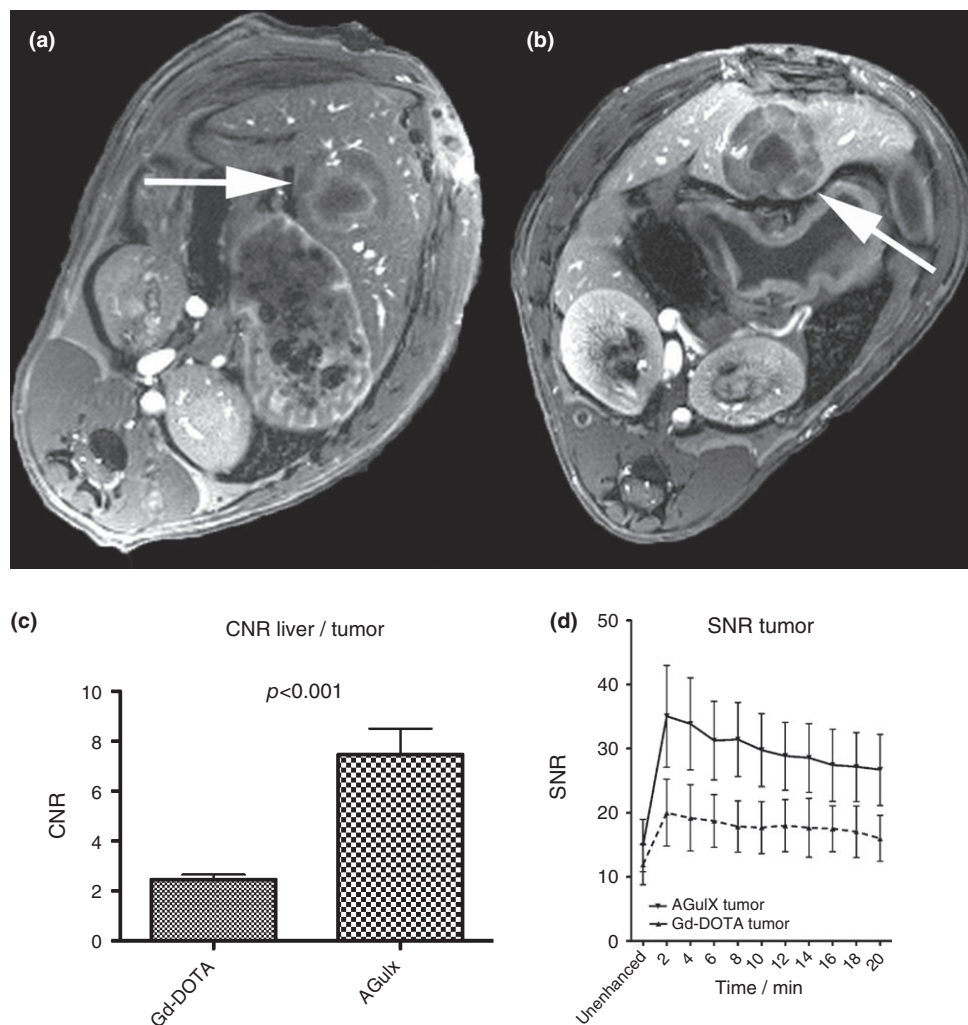 (a)
(b)
(c)
CNR liver / tumor
p<0.001
10
8
6
4
2
0
CNR
Gd-DOTA
AGulx
(d)
SNR tumor
50
40
30
20
10
0
SNR
AGulX tumor
Gd-DOTA tumor
Unenhanced 2 4 6 8 10 12 14 16 18 20
Time / min